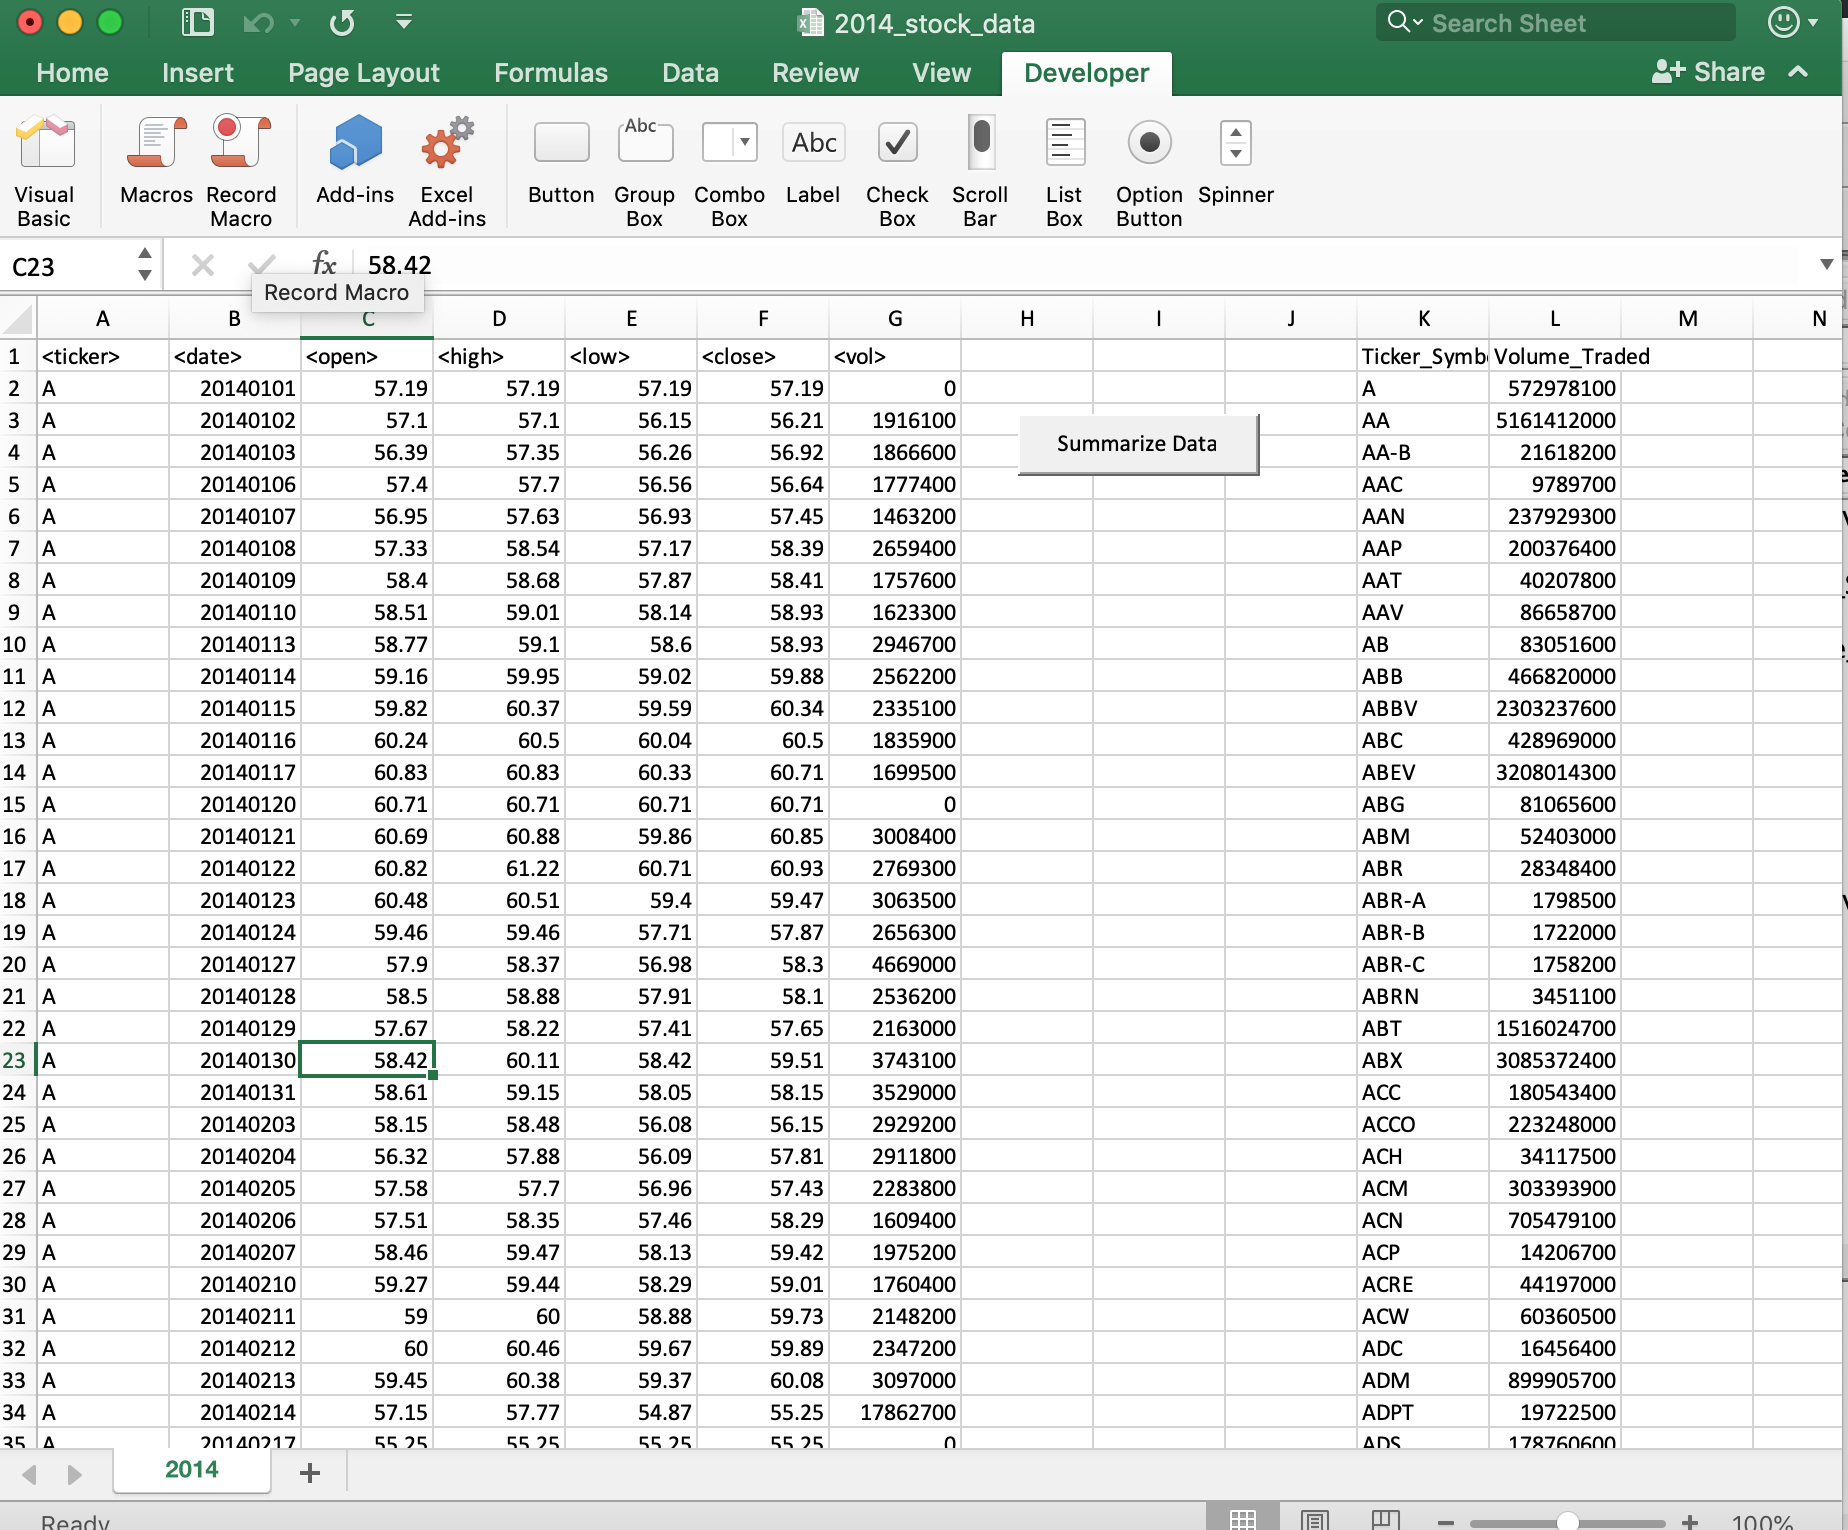 2014_stock_data
Search Sheet
Home Insert Page Layout Formulas Data Review View Developer Share
Visual Basic Macros Record Macro Add-ins Excel Add-ins Button Group Box Combo Box Label Check Box Scroll Bar List Box Option Button Spinner
Abc
Abc
C23 fx 58.42
Record Macro
A B C D E F G H I J K L M N
1 <ticker> <date> <open> <high> <low> <close> <vol> Ticker_Symb Volume_Traded
2 A 20140101 57.19 57.19 57.19 57.19 0 A 572978100
3 A 20140102 57.1 57.1 56.15 56.21 1916100 AA 5161412000
Summarize Data
4 A 20140103 56.39 57.35 56.26 56.92 1866600 AA-B 21618200
5 A 20140106 57.4 57.7 56.56 56.64 1777400 AAC 9789700
6 A 20140107 56.95 57.63 56.93 57.45 1463200 AAN 237929300
7 A 20140108 57.33 58.54 57.17 58.39 2659400 AAP 200376400
8 A 20140109 58.4 58.68 57.87 58.41 1757600 AAT 40207800
9 A 20140110 58.51 59.01 58.14 58.93 1623300 AAV 86658700
10 A 20140113 58.77 59.1 58.6 58.93 2946700 AB 83051600
11 A 20140114 59.16 59.95 59.02 59.88 2562200 ABB 466820000
12 A 20140115 59.82 60.37 59.59 60.34 2335100 ABBV 2303237600
13 A 20140116 60.24 60.5 60.04 60.5 1835900 ABC 428969000
14 A 20140117 60.83 60.83 60.33 60.71 1699500 ABEV 3208014300
15 A 20140120 60.71 60.71 60.71 60.71 0 ABG 81065600
16 A 20140121 60.69 60.88 59.86 60.85 3008400 ABM 52403000
17 A 20140122 60.82 61.22 60.71 60.93 2769300 ABR 28348400
18 A 20140123 60.48 60.51 59.4 59.47 3063500 ABR-A 1798500
19 A 20140124 59.46 59.46 57.71 57.87 2656300 ABR-B 1722000
20 A 20140127 57.9 58.37 56.98 58.3 4669000 ABR-C 1758200
21 A 20140128 58.5 58.88 57.91 58.1 2536200 ABRN 3451100
22 A 20140129 57.67 58.22 57.41 57.65 2163000 ABT 1516024700
23 A 20140130 58.42 60.11 58.42 59.51 3743100 ABX 3085372400
24 A 20140131 58.61 59.15 58.05 58.15 3529000 ACC 180543400
25 A 20140203 58.15 58.48 56.08 56.15 2929200 ACCO 223248000
26 A 20140204 56.32 57.88 56.09 57.81 2911800 ACH 34117500
27 A 20140205 57.58 57.7 56.96 57.43 2283800 ACM 303393900
28 A 20140206 57.51 58.35 57.46 58.29 1609400 ACN 705479100
29 A 20140207 58.46 59.47 58.13 59.42 1975200 ACP 14206700
30 A 20140210 59.27 59.44 58.29 59.01 1760400 ACRE 44197000
31 A 20140211 59 60 58.88 59.73 2148200 ACW 60360500
32 A 20140212 60 60.46 59.67 59.89 2347200 ADC 16456400
33 A 20140213 59.45 60.38 59.37 60.08 3097000 ADM 899905700
34 A 20140214 57.15 57.77 54.87 55.25 17862700 ADPT 19722500
35 A 20140217 55.25 55.25 55.25 55.25 0 ADS 178760600
2014
Ready 100%